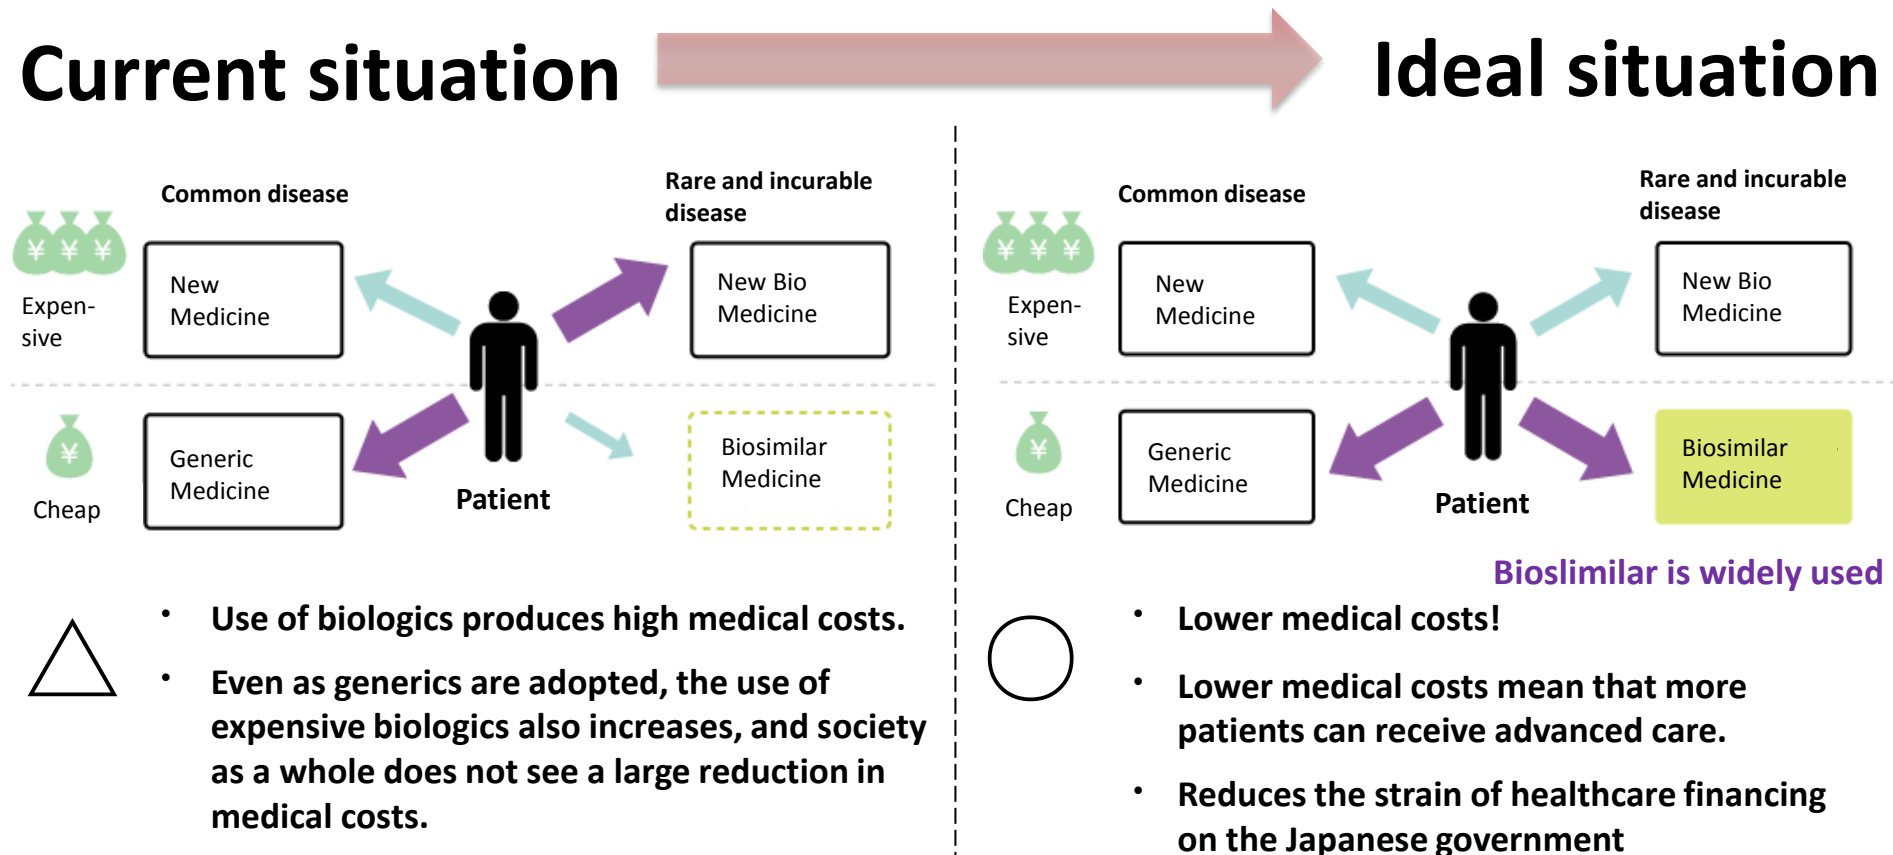 Current situation
Ideal situation
Common disease
Rare and incurable
disease
¥ ¥ ¥
Expen-
sive
New
Medicine
New Bio
Medicine
¥
Cheap
Generic
Medicine
Patient
Biosimilar
Medicine
• Use of biologics produces high medical costs.
• Even as generics are adopted, the use of
expensive biologics also increases, and society
as a whole does not see a large reduction in
medical costs.
Common disease
Rare and incurable
disease
¥ ¥ ¥
Expen-
sive
New
Medicine
New Bio
Medicine
¥
Cheap
Generic
Medicine
Patient
Biosimilar
Medicine
Bioslimilar is widely used
• Lower medical costs!
• Lower medical costs mean that more
patients can receive advanced care.
• Reduces the strain of healthcare financing
on the Japanese government